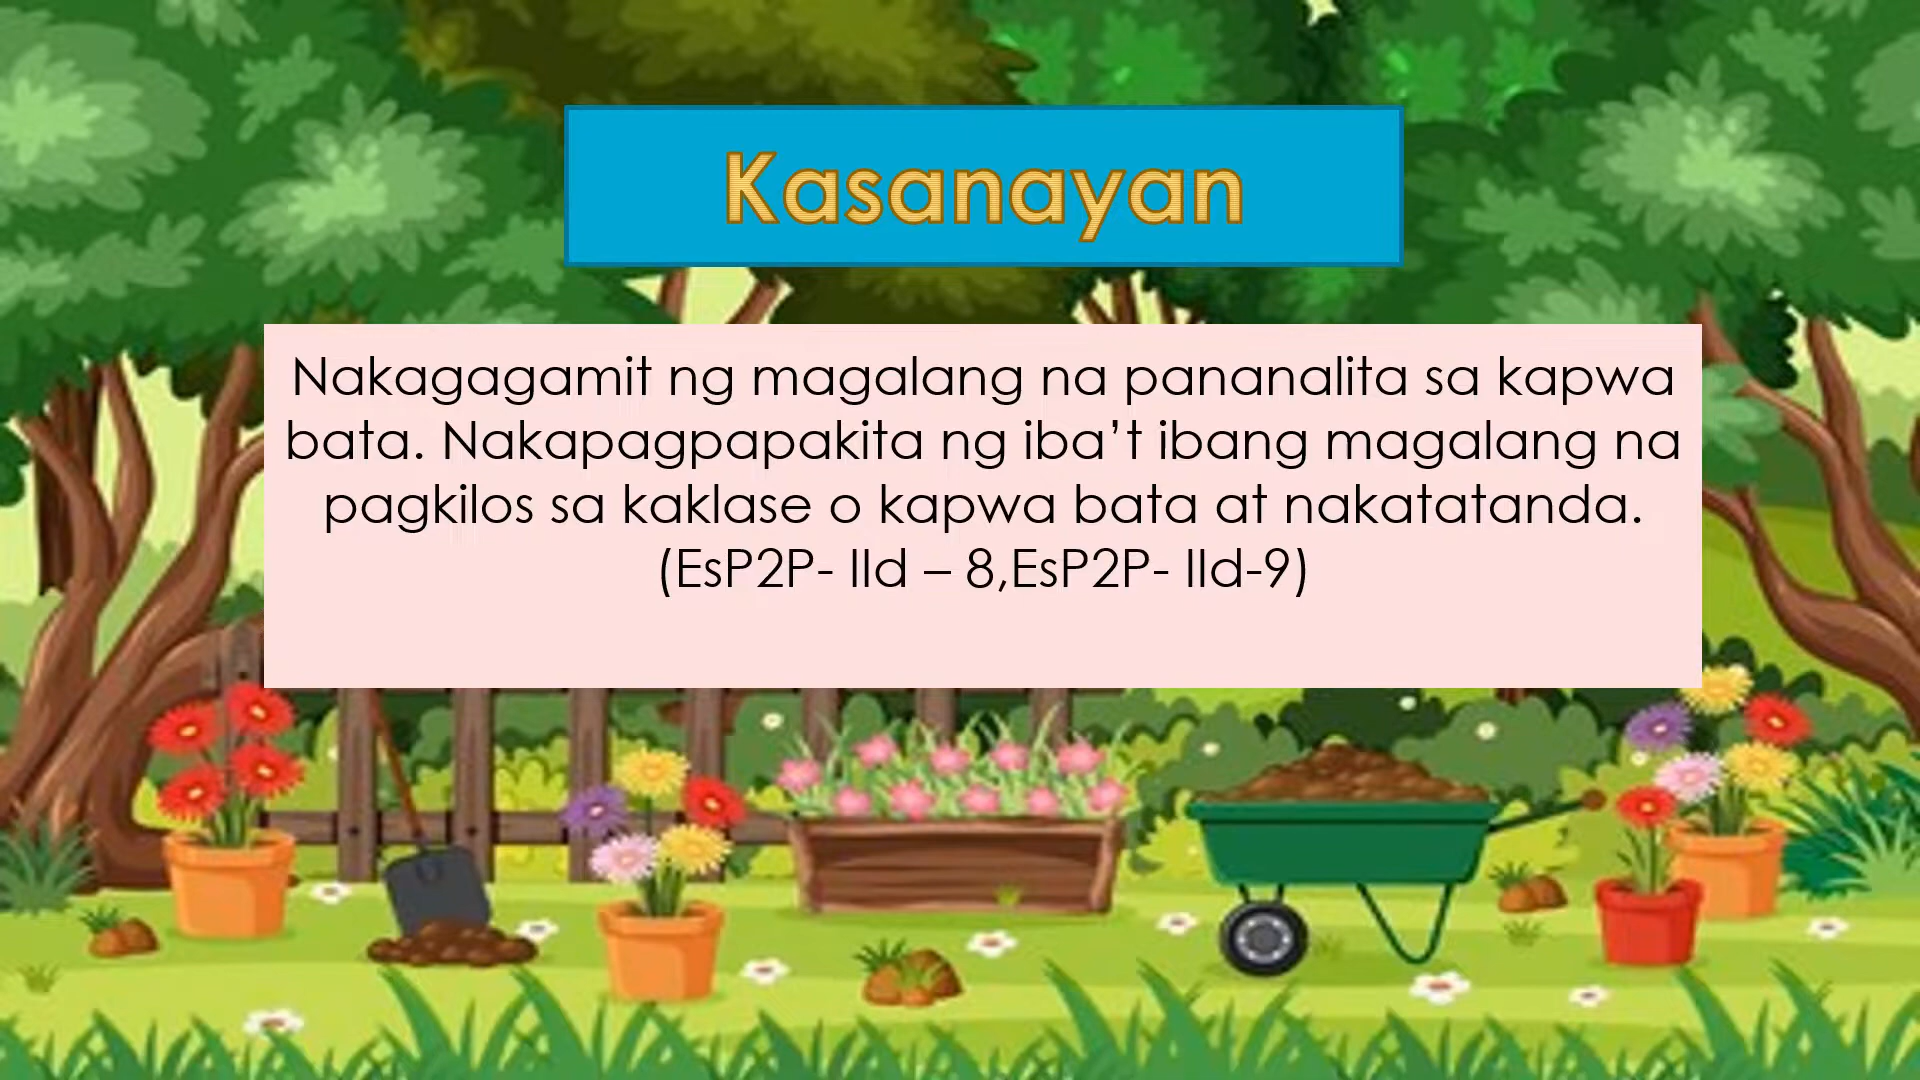 Kasanayan
Nakagagamit ng magalang na pananalita sa kapwa
bata. Nakapagpapakita ng iba’t ibang magalang na
pagkilos sa kaklase o kapwa bata at nakatatanda.
(EsP2P- IId – 8,EsP2P- IId-9)